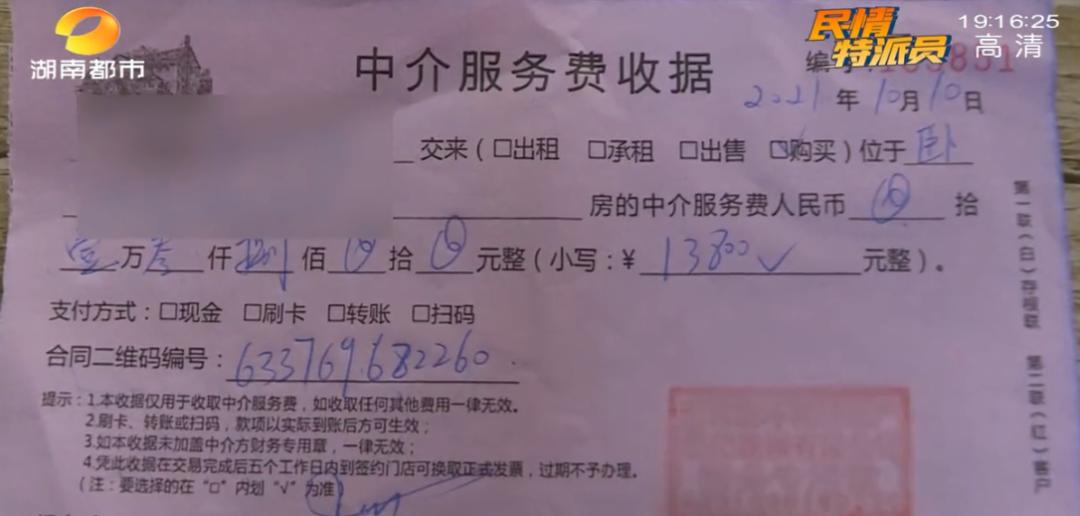 湖南都市
民情特派员
19:16:25
高清
中介服务费收据
编号:
2021年10月10日
交来（□出租 □承租 □出售 ☑购买）位于卧
房的中介服务费人民币 拾
壹万叁仟捌佰 拾 元整（小写：¥13800 元整）。
支付方式：□现金 □刷卡 □转账 □扫码
合同二维码编号：633769682260
提示：1.本收据仅用于收取中介服务费，如收取任何其他费用一律无效。
2.刷卡、转账或扫码，款项以实际到账后方可生效；
3.如本收据未加盖中介方财务专用章，一律无效；
4.凭此收据在交易完成后五个工作日内到签约门店可换取正式发票，过期不予办理。
（注：要选择的在“□”内划“√”为准
第一联（白）存根联 第二联（红）客户